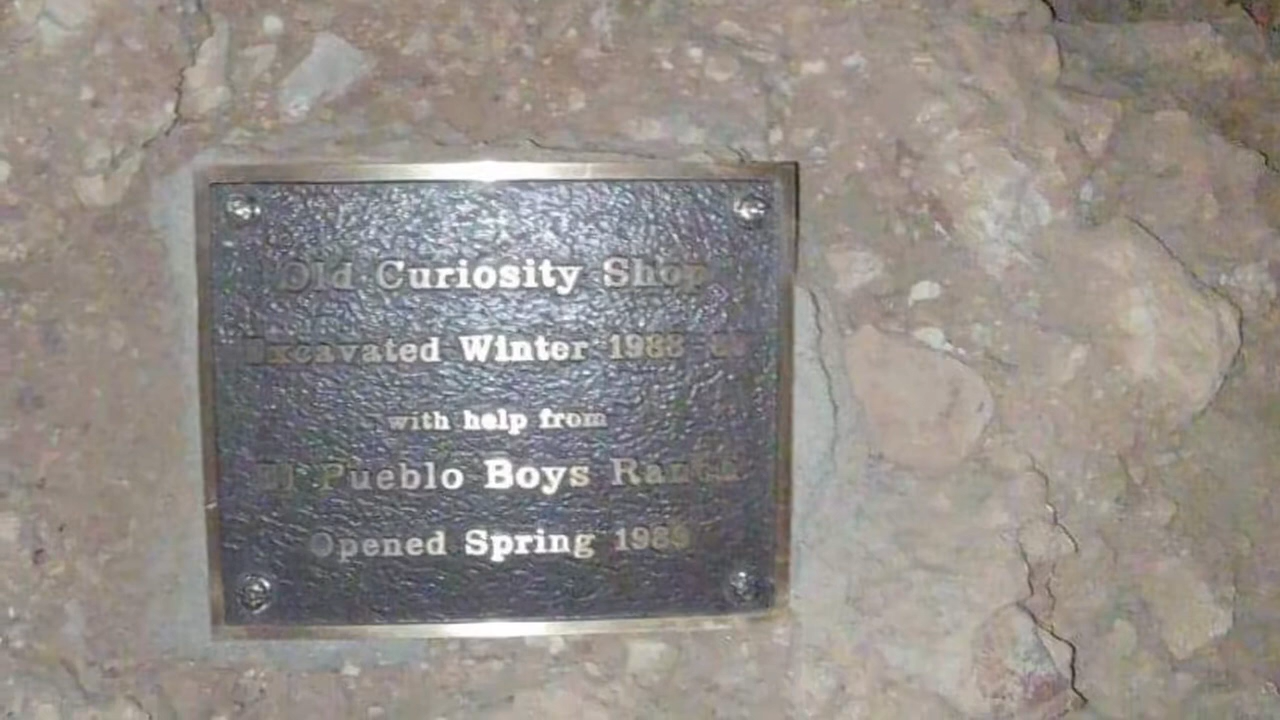 "Old Curiosity Shop"
Excavated Winter 1988
with help from
El Pueblo Boys Ranch
Opened Spring 1989